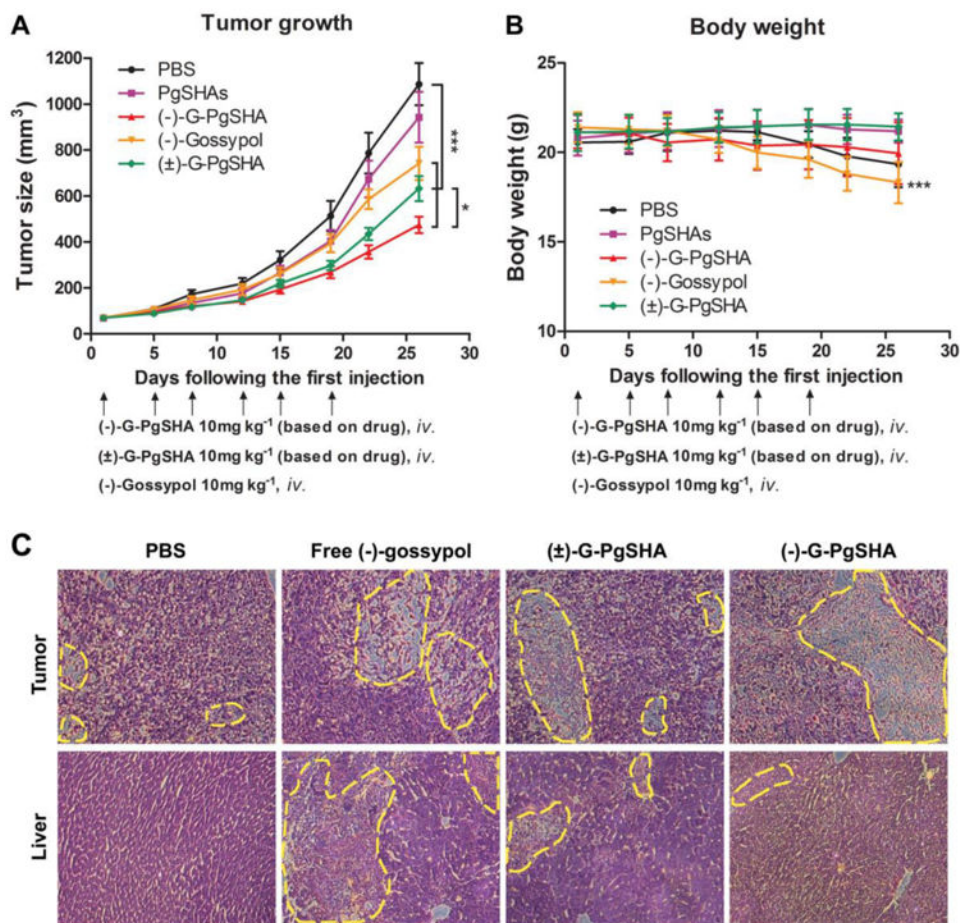 A
Tumor growth
Tumor size (mm³)
1200
1000
800
600
400
200
0
PBS
PgSHAs
(-)-G-PgSHA
(-)-Gossypol
(±)-G-PgSHA
***
*
0 5 10 15 20 25 30
Days following the first injection
(-)-G-PgSHA 10mg kg⁻¹ (based on drug), iv.
(±)-G-PgSHA 10mg kg⁻¹ (based on drug), iv.
(-)-Gossypol 10mg kg⁻¹, iv.
B
Body weight
Body weight (g)
25
20
15
10
***
PBS
PgSHAs
(-)-G-PgSHA
(-)-Gossypol
(±)-G-PgSHA
0 5 10 15 20 25 30
Days following the first injection
(-)-G-PgSHA 10mg kg⁻¹ (based on drug), iv.
(±)-G-PgSHA 10mg kg⁻¹ (based on drug), iv.
(-)-Gossypol 10mg kg⁻¹, iv.
C
PBS Free (-)-gossypol (±)-G-PgSHA (-)-G-PgSHA
Tumor
Liver